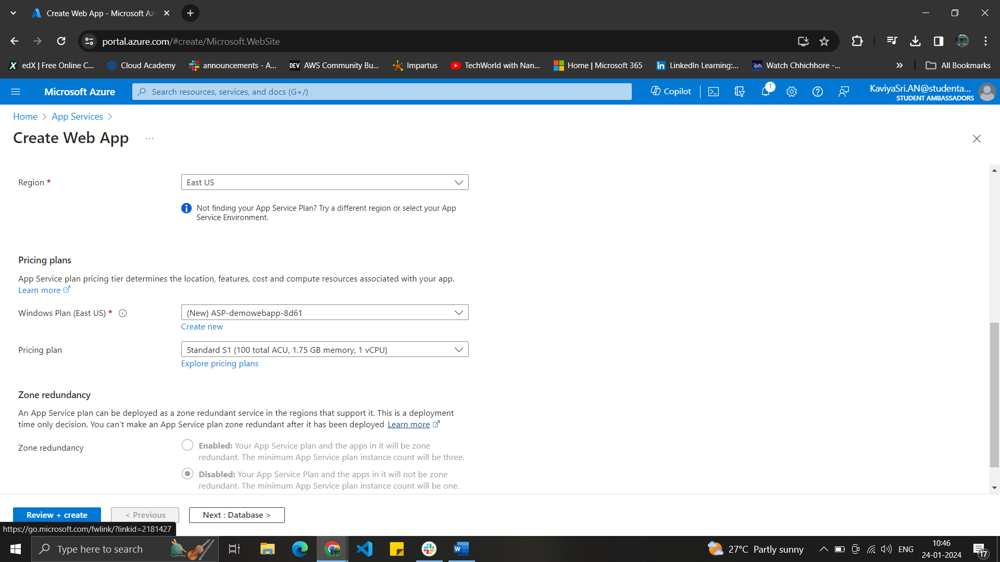 Create Web App - Microsoft Az
portal.azure.com/#create/Microsoft.WebSite
edX | Free Online C...
Cloud Academy
announcements - A...
DEV AWS Community Bu...
Impartus
TechWorld with Nan...
Home | Microsoft 365
LinkedIn Learning:...
Watch Chhichhore -...
All Bookmarks
Microsoft Azure
Search resources, services, and docs (G+/)
Copilot
1
KaviyaSri.AN@studenta...
STUDENT AMBASSADORS
Home > App Services >
Create Web App ...
Region *
East US
Not finding your App Service Plan? Try a different region or select your App
Service Environment.
Pricing plans
App Service plan pricing tier determines the location, features, cost and compute resources associated with your app.
Learn more
Windows Plan (East US) *
(New) ASP-demowebapp-8d61
Create new
Pricing plan
Standard S1 (100 total ACU, 1.75 GB memory, 1 vCPU)
Explore pricing plans
Zone redundancy
An App Service plan can be deployed as a zone redundant service in the regions that support it. This is a deployment
time only decision. You can't make an App Service plan zone redundant after it has been deployed Learn more
Zone redundancy
Enabled: Your App Service plan and the apps in it will be zone
redundant. The minimum App Service plan instance count will be three.
Disabled: Your App Service Plan and the apps in it will not be zone
redundant. The minimum App Service plan instance count will be one.
Review + create
< Previous
Next : Database >
https://go.microsoft.com/fwlink/?linkid=2181427
Type here to search
27°C Partly sunny
ENG
10:46
24-01-2024
17